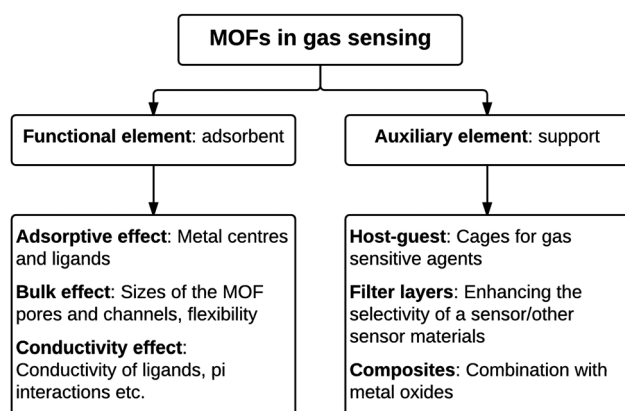 MOFs in gas sensing
Functional element: adsorbent
Auxiliary element: support
Adsorptive effect: Metal centres
and ligands
Bulk effect: Sizes of the MOF
pores and channels, flexibility
Conductivity effect:
Conductivity of ligands, pi
interactions etc.
Host-guest: Cages for gas
sensitive agents
Filter layers: Enhancing the
selectivity of a sensor/other
sensor materials
Composites: Combination with
metal oxides